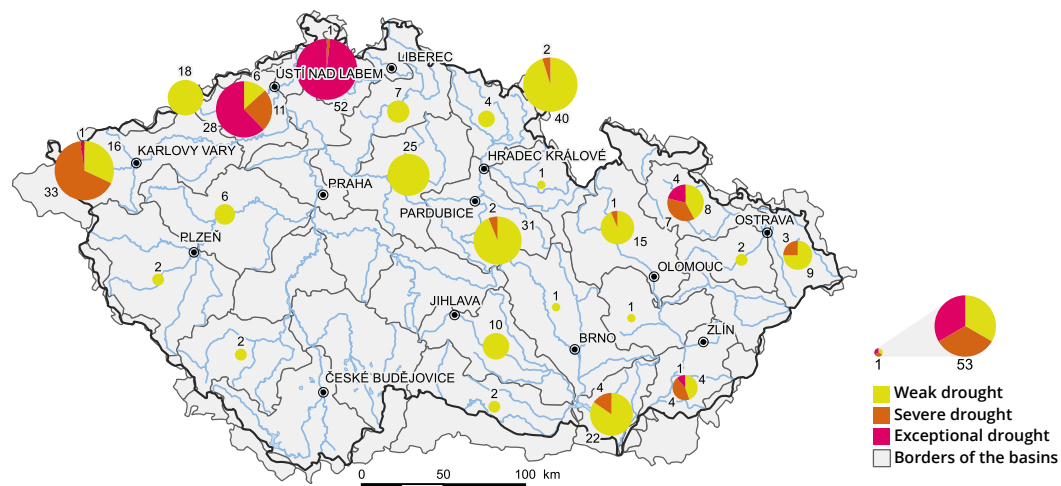 1
LIBEREC
2
18
6
ÚSTÍ NAD LABEM
7
52
11
28
4
40
1
16
KARLOVY VARY
33
25
HRADEC KRÁLOVÉ
1
4
8
7
PRAHA
6
PARDUBICE
2
31
1
15
OSTRAVA
3
9
2
PLZEŇ
2
OLOMOUC
JIHLAVA
1
1
10
BRNO
ZLÍN
2
ČESKÉ BUDĚJOVICE
2
4
22
1
4
4
1
53
Weak drought
Severe drought
Exceptional drought
Borders of the basins
0 50 100 km